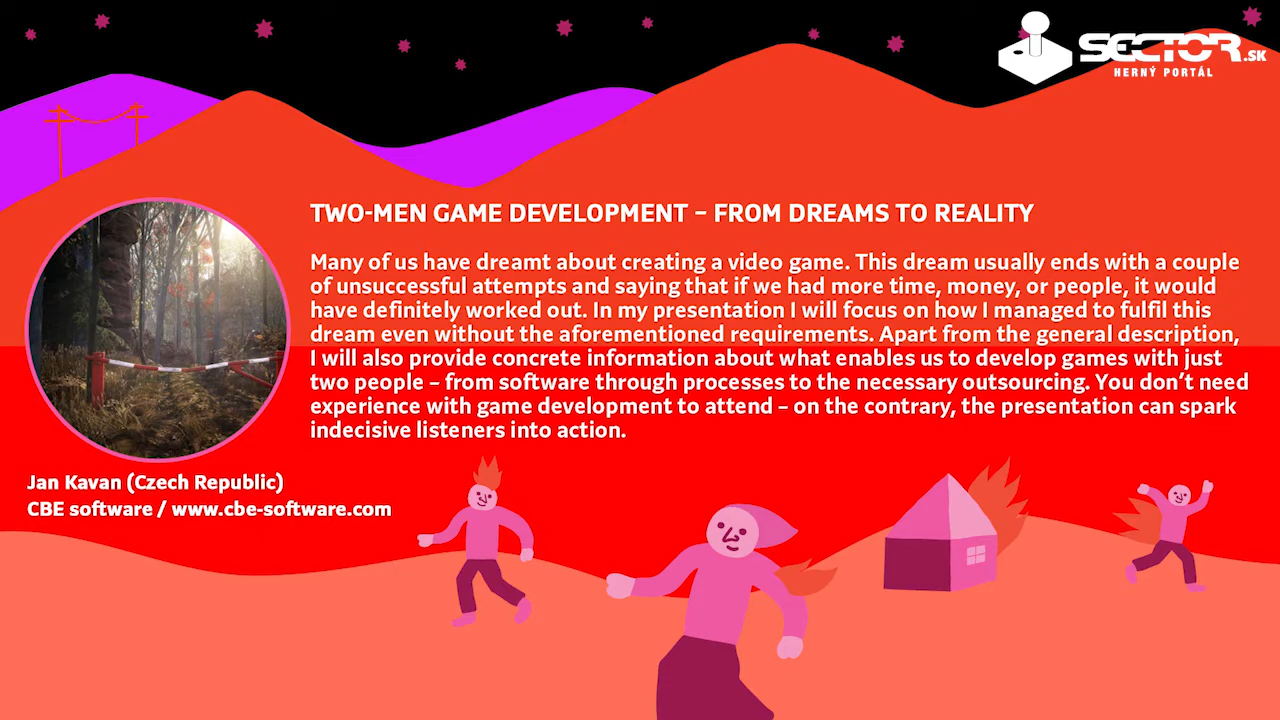 SECTOR.SK
HERNÝ PORTÁL
TWO-MEN GAME DEVELOPMENT – FROM DREAMS TO REALITY
Many of us have dreamt about creating a video game. This dream usually ends with a couple
of unsuccessful attempts and saying that if we had more time, money, or people, it would
have definitely worked out. In my presentation I will focus on how I managed to fulfil this
dream even without the aforementioned requirements. Apart from the general description,
I will also provide concrete information about what enables us to develop games with just
two people – from software through processes to the necessary outsourcing. You don't need
experience with game development to attend – on the contrary, the presentation can spark
indecisive listeners into action.
Jan Kavan (Czech Republic)
CBE software / www.cbe-software.com